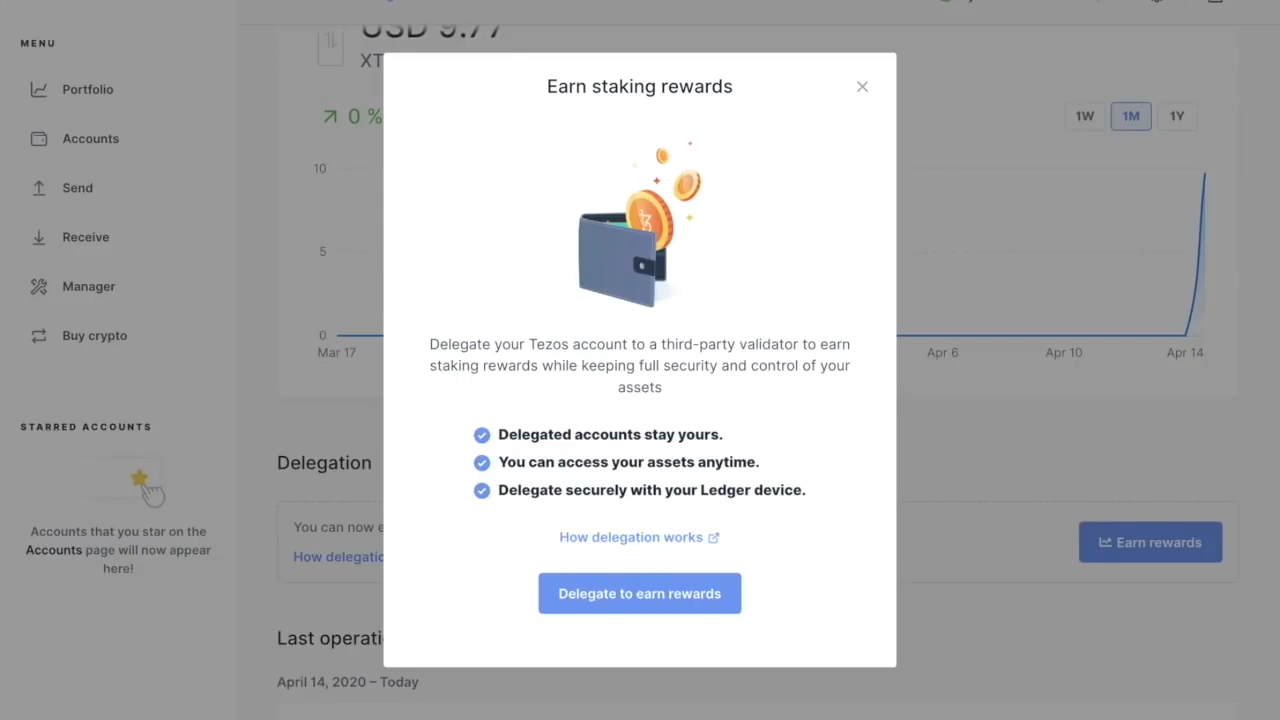 MENU
Portfolio
Accounts
Send
Receive
Manager
Buy crypto
STARRED ACCOUNTS
Accounts that you star on the
Accounts page will now appear
here!
USD 9.77
XT
0 %
1W 1M 1Y
10
5
0
Mar 17 Apr 6 Apr 10 Apr 14
Delegation
You can now e
How delegatio
Earn rewards
Last operati
April 14, 2020 – Today
Earn staking rewards
Delegate your Tezos account to a third-party validator to earn
staking rewards while keeping full security and control of your
assets
Delegated accounts stay yours.
You can access your assets anytime.
Delegate securely with your Ledger device.
How delegation works
Delegate to earn rewards